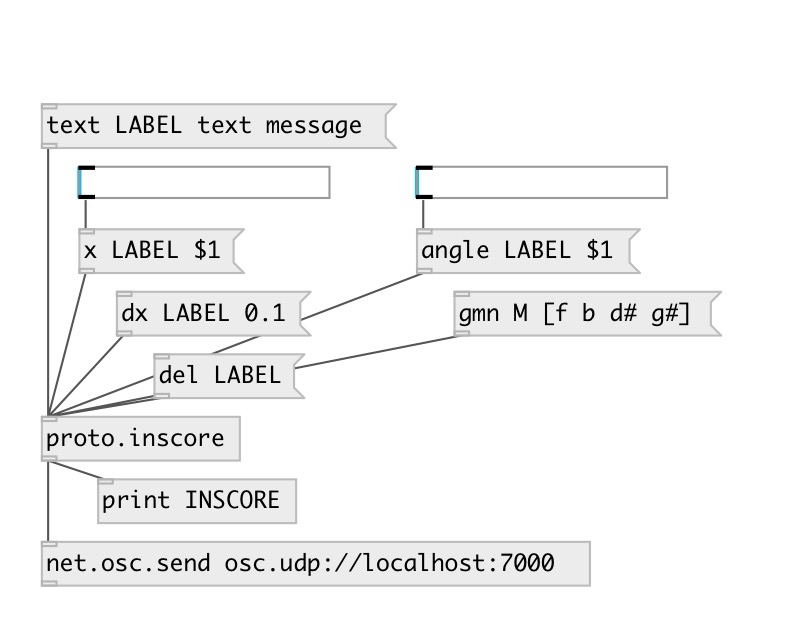 text LABEL text message
x LABEL $1
angle LABEL $1
dx LABEL 0.1
gmn M [f b d# g#]
del LABEL
proto.inscore
print INSCORE
net.osc.send osc.udp://localhost:7000